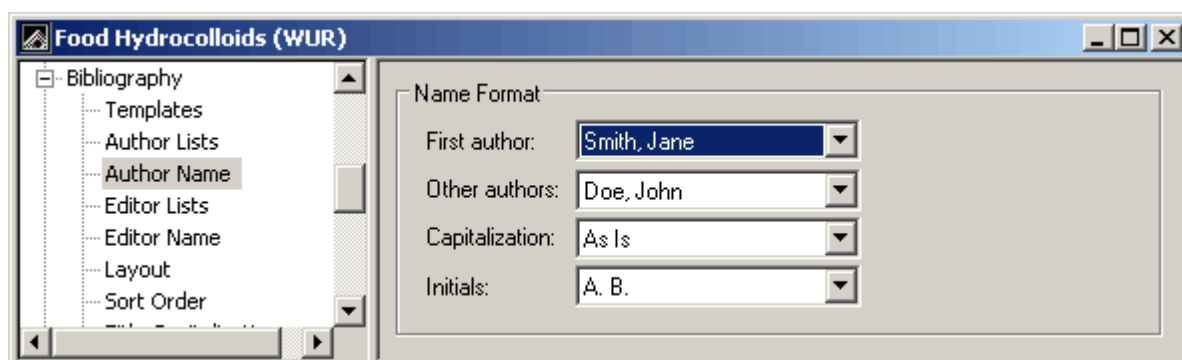 Food Hydrocolloids (WUR)
Bibliography
Templates
Author Lists
Author Name
Editor Lists
Editor Name
Layout
Sort Order
Name Format
First author: Smith, Jane
Other authors: Doe, John
Capitalization: As Is
Initials: A. B.